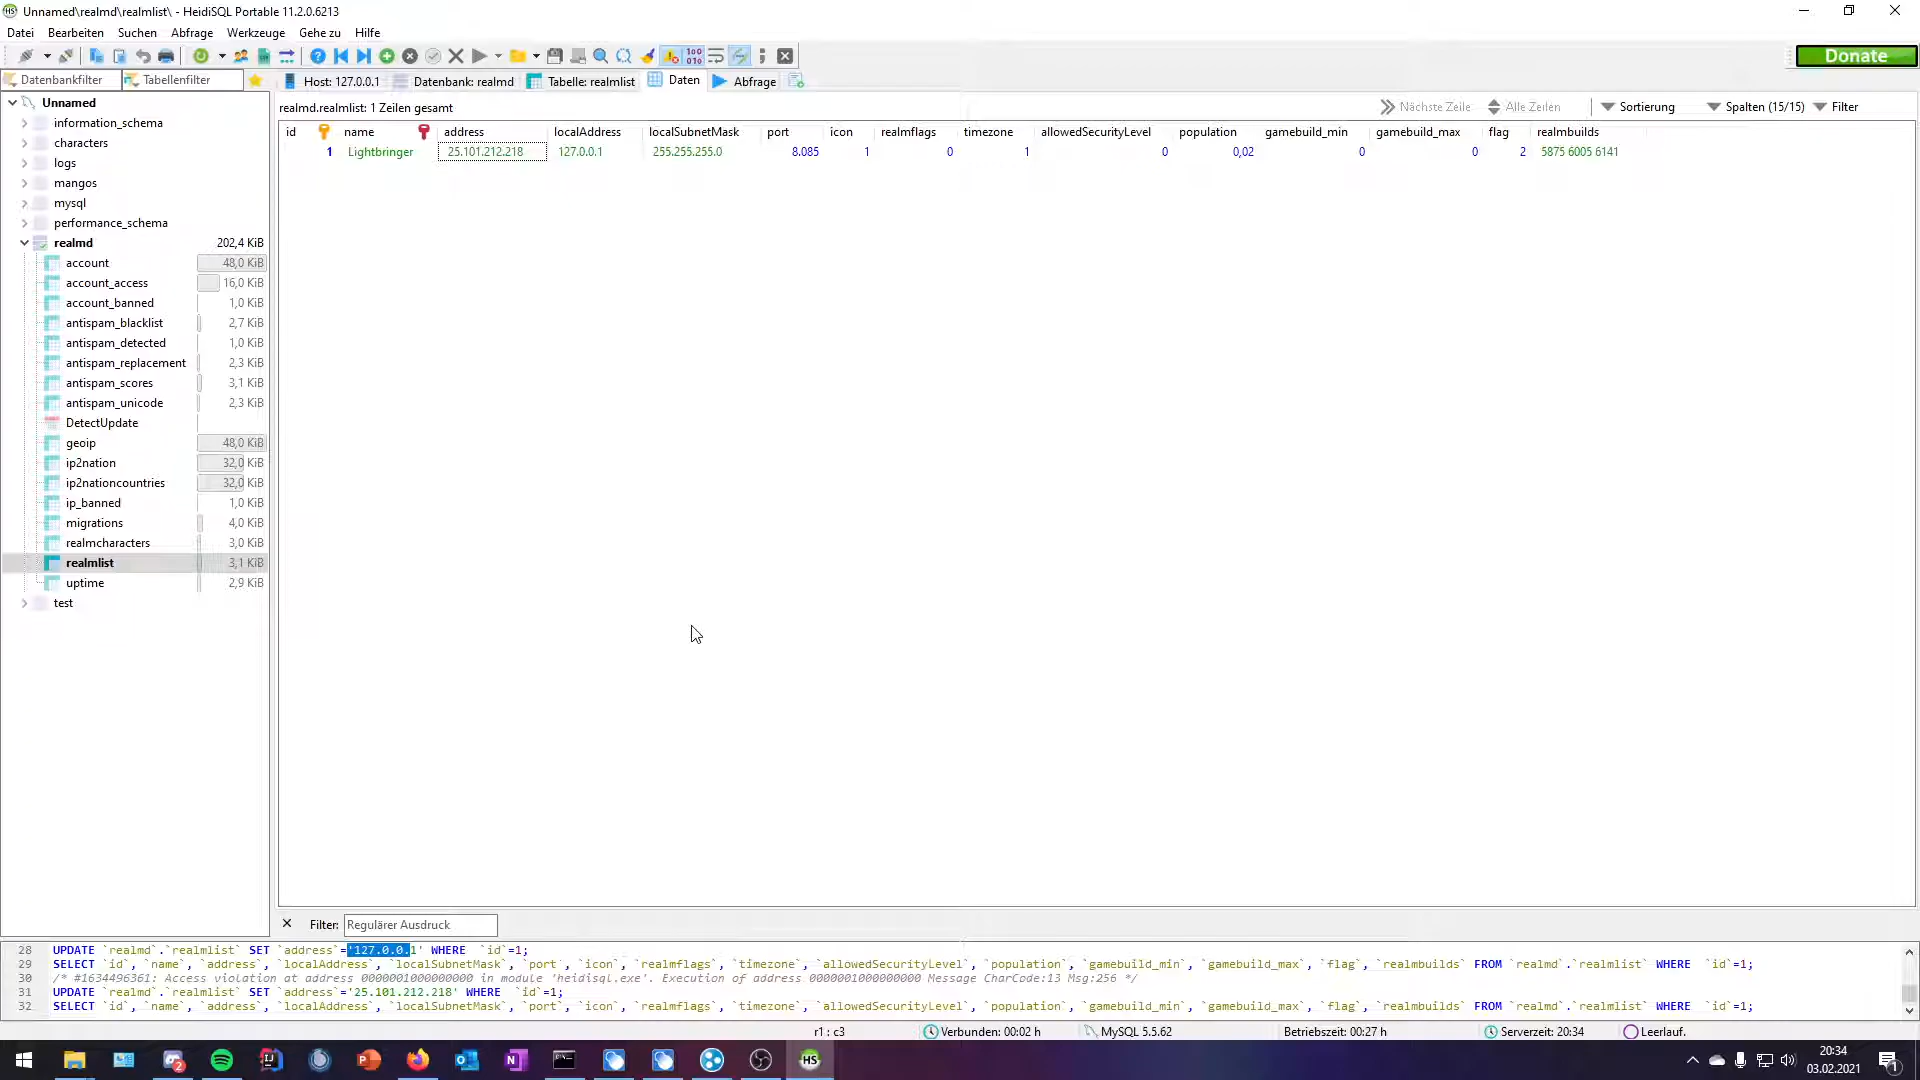 Unnamed\realmd\realmlist\ - HeidiSQL Portable 11.2.0.6213
Datei Bearbeiten Suchen Abfrage Werkzeuge Gehe zu Hilfe
Donate
Datenbankfilter Tabellenfilter Host: 127.0.0.1 Datenbank: realmd Tabelle: realmlist Daten Abfrage
realmd.realmlist: 1 Zeilen gesamt Nächste Zeile Alle Zeilen Sortierung Spalten (15/15) Filter
id name address localAddress localSubnetMask port icon realmflags timezone allowedSecurityLevel population gamebuild_min gamebuild_max flag realmbuilds
1 Lightbringer 25.101.212.218 127.0.0.1 255.255.255.0 8.085 1 0 1 0 0,02 0 0 2 5875 6005 6141
Unnamed
information_schema
characters
logs
mangos
mysql
performance_schema
realmd 202,4 KiB
account 48,0 KiB
account_access 16,0 KiB
account_banned 1,0 KiB
antispam_blacklist 2,7 KiB
antispam_detected 1,0 KiB
antispam_replacement 2,3 KiB
antispam_scores 3,1 KiB
antispam_unicode 2,3 KiB
DetectUpdate
geoip 48,0 KiB
ip2nation 32,0 KiB
ip2nationcountries 32,0 KiB
ip_banned 1,0 KiB
migrations 4,0 KiB
realmcharacters 3,0 KiB
realmlist 3,1 KiB
uptime 2,9 KiB
test
Filter: Regulärer Ausdruck
28 UPDATE `realmd`.`realmlist` SET `address`='127.0.0.1' WHERE `id`=1;
29 SELECT `id`, `name`, `address`, `localAddress`, `localSubnetMask`, `port`, `icon`, `realmflags`, `timezone`, `allowedSecurityLevel`, `population`, `gamebuild_min`, `gamebuild_max`, `flag`, `realmbuilds` FROM `realmd`.`realmlist` WHERE `id`=1;
30 /* #1634496361: Access violation at address 0000001000000000 in module 'heidisql.exe'. Execution of address 0000001000000000 Message CharCode:13 Msg:256 */
31 UPDATE `realmd`.`realmlist` SET `address`='25.101.212.218' WHERE `id`=1;
32 SELECT `id`, `name`, `address`, `localAddress`, `localSubnetMask`, `port`, `icon`, `realmflags`, `timezone`, `allowedSecurityLevel`, `population`, `gamebuild_min`, `gamebuild_max`, `flag`, `realmbuilds` FROM `realmd`.`realmlist` WHERE `id`=1;
r1 : c3 Verbunden: 00:02 h MySQL 5.5.62 Betriebszeit: 00:27 h Serverzeit: 20:34 Leerlauf.
20:34
03.02.2021